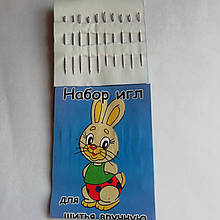 Набор игл
для
шитья вручную